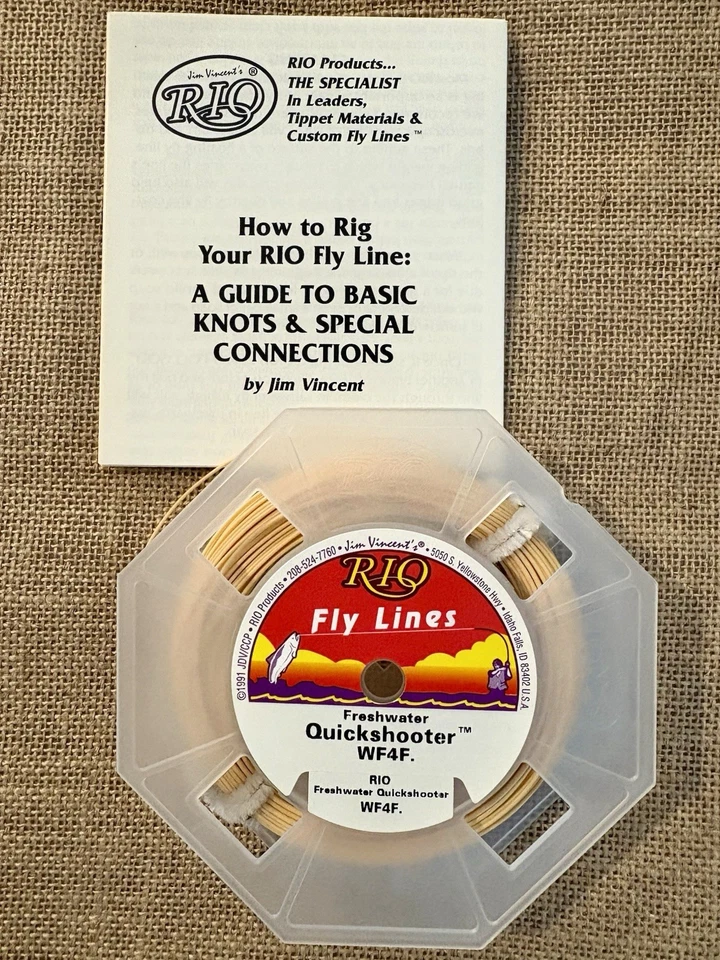 Jim Vincent's ®
RIO
RIO Products...
THE SPECIALIST
In Leaders,
Tippet Materials &
Custom Fly Lines ™
How to Rig
Your RIO Fly Line:
A GUIDE TO BASIC
KNOTS & SPECIAL
CONNECTIONS
by Jim Vincent
©1991 JDV/CCP • RIO Products • 208-524-7760 • Jim Vincent's® • 5050 S. Yellowstone Hwy • Idaho Falls, ID 83402 U.S.A.
RIO
Fly Lines
Freshwater
Quickshooter™
WF4F.
RIO
Freshwater Quickshooter
WF4F.